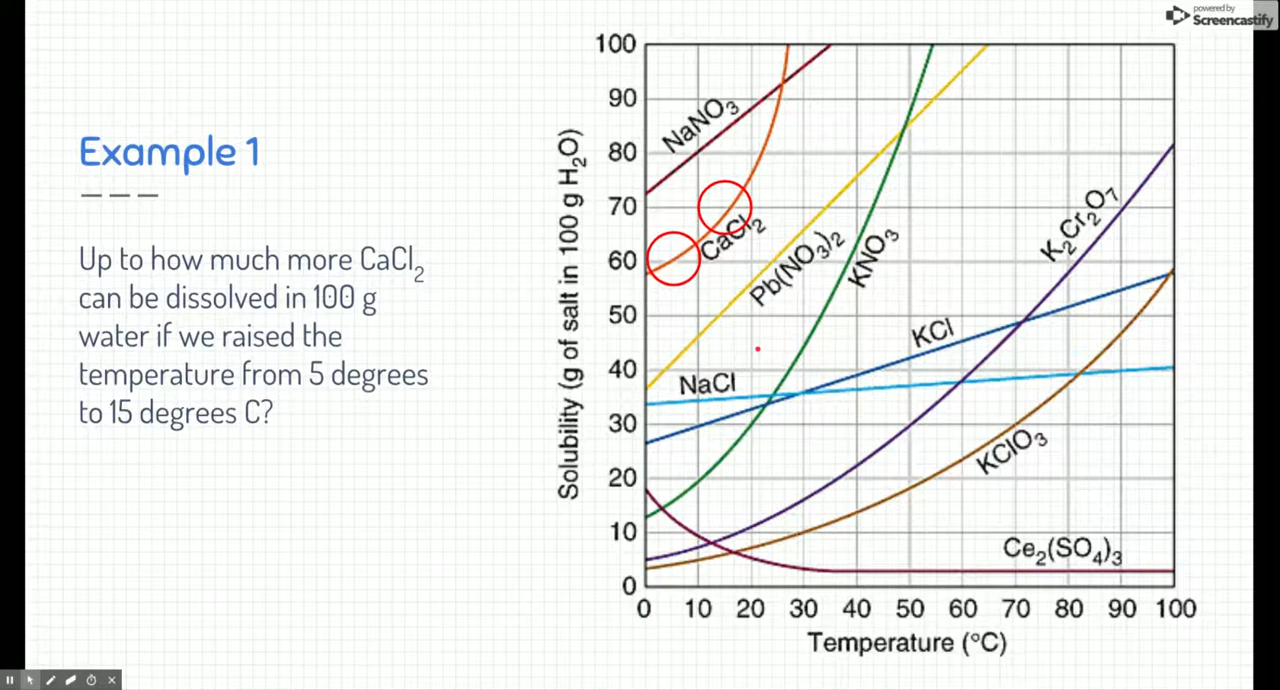 powered by
Screencastify
Example 1
Up to how much more CaCl2
can be dissolved in 100 g
water if we raised the
temperature from 5 degrees
to 15 degrees C?
Solubility (g of salt in 100 g H2O)
100
90
80
70
60
50
40
30
20
10
0
NaNO3
CaCl2
Pb(NO3)2
KNO3
K2Cr2O7
KCl
NaCl
KClO3
Ce2(SO4)3
0 10 20 30 40 50 60 70 80 90 100
Temperature (°C)